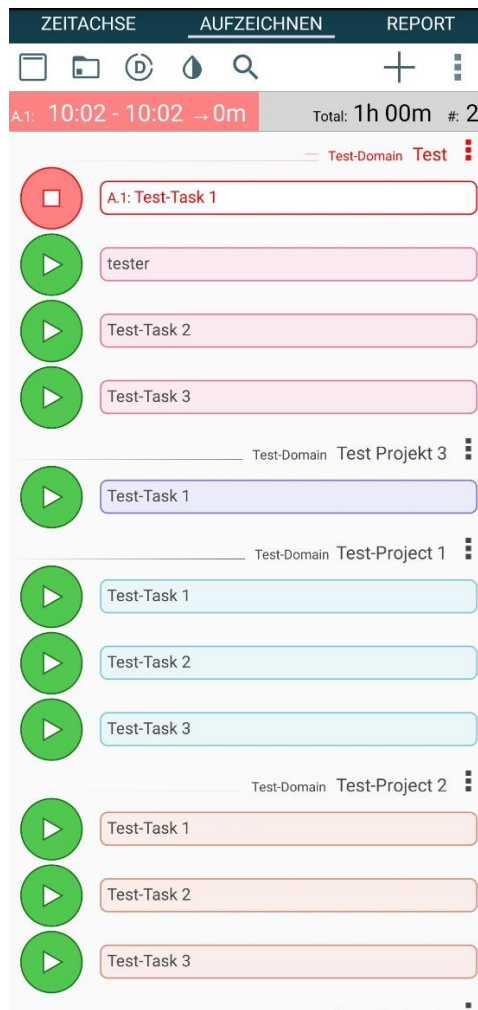 ZEITACHSE AUFZEICHNEN REPORT
A.1: 10:02 - 10:02 →0m Total: 1h 00m #: 2
Test-Domain Test
A.1: Test-Task 1
tester
Test-Task 2
Test-Task 3
Test-Domain Test Projekt 3
Test-Task 1
Test-Domain Test-Project 1
Test-Task 1
Test-Task 2
Test-Task 3
Test-Domain Test-Project 2
Test-Task 1
Test-Task 2
Test-Task 3